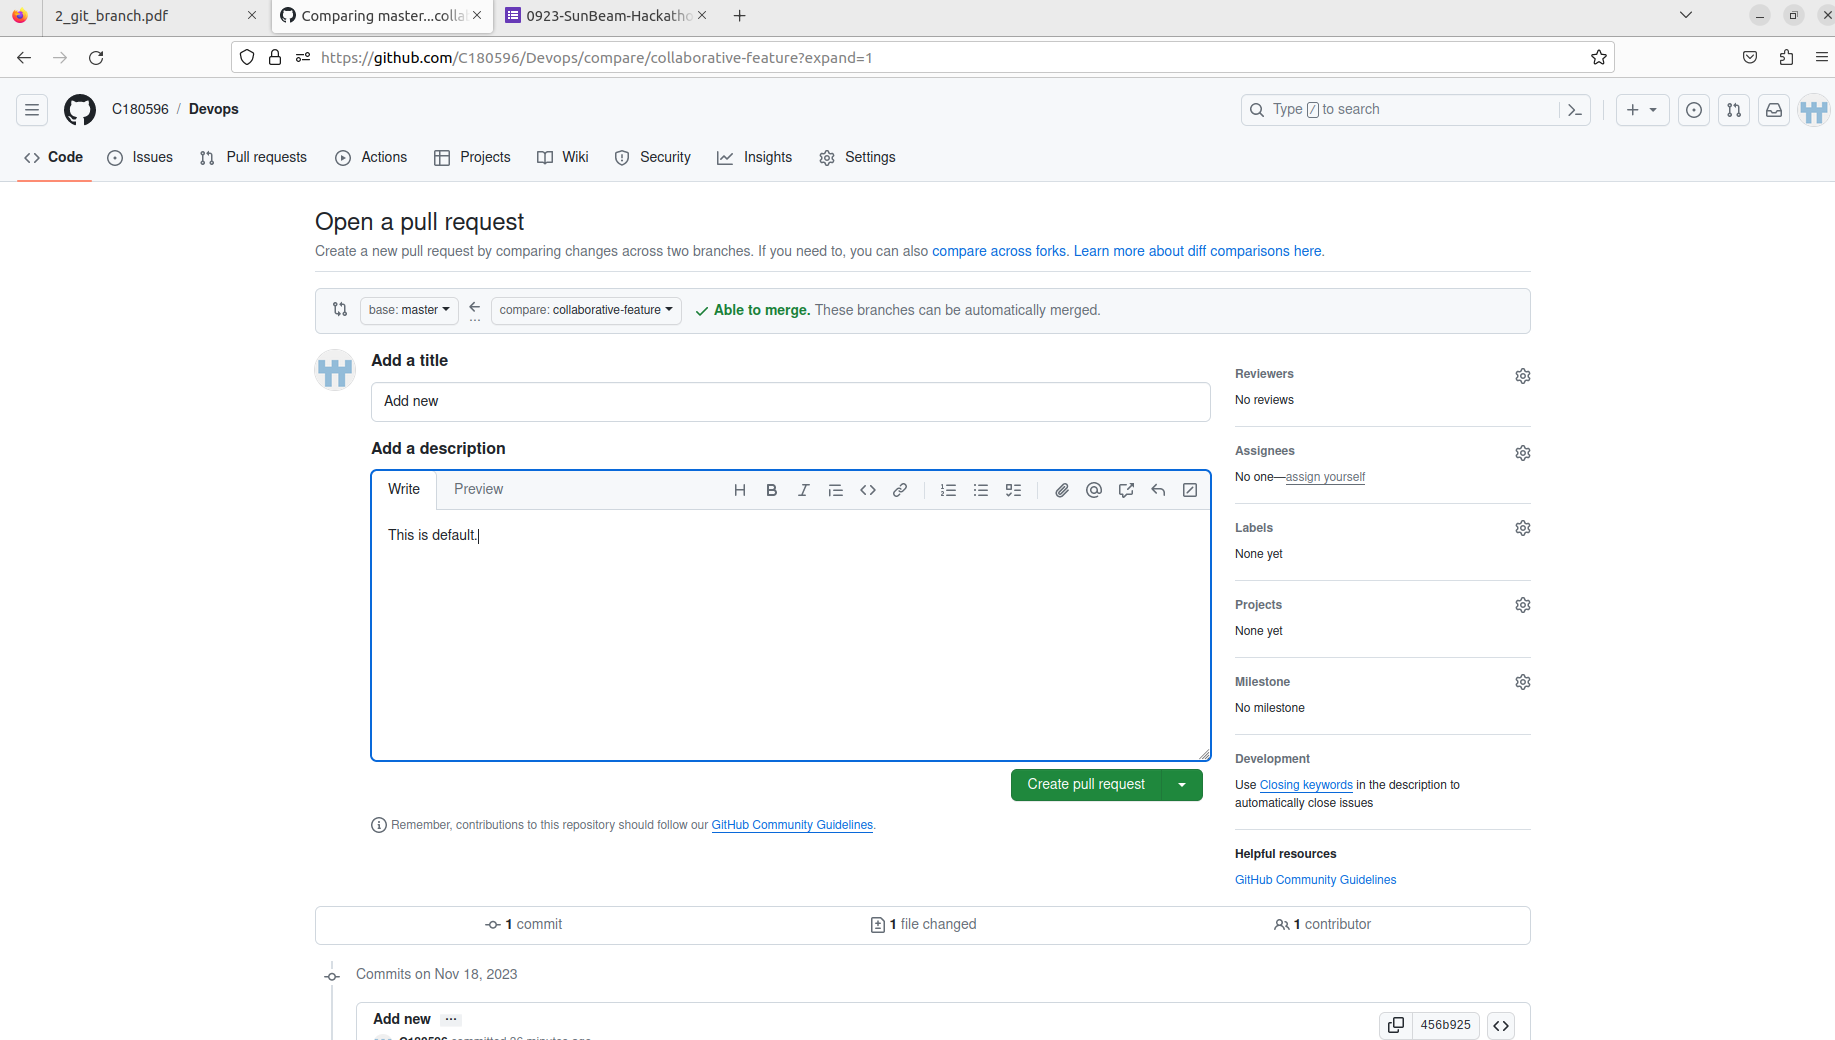 2_git_branch.pdf
Comparing master...colla
0923-SunBeam-Hackatho
https://github.com/C180596/Devops/compare/collaborative-feature?expand=1
C180596 / Devops
Type / to search
Code
Issues
Pull requests
Actions
Projects
Wiki
Security
Insights
Settings
Open a pull request
Create a new pull request by comparing changes across two branches. If you need to, you can also compare across forks. Learn more about diff comparisons here.
base: master
compare: collaborative-feature
Able to merge. These branches can be automatically merged.
Add a title
Add new
Add a description
Write
Preview
This is default.
Create pull request
Remember, contributions to this repository should follow our GitHub Community Guidelines.
Reviewers
No reviews
Assignees
No one—assign yourself
Labels
None yet
Projects
None yet
Milestone
No milestone
Development
Use Closing keywords in the description to
automatically close issues
Helpful resources
GitHub Community Guidelines
1 commit
1 file changed
1 contributor
Commits on Nov 18, 2023
Add new
456b925
C180596 committed 26 minutes ago